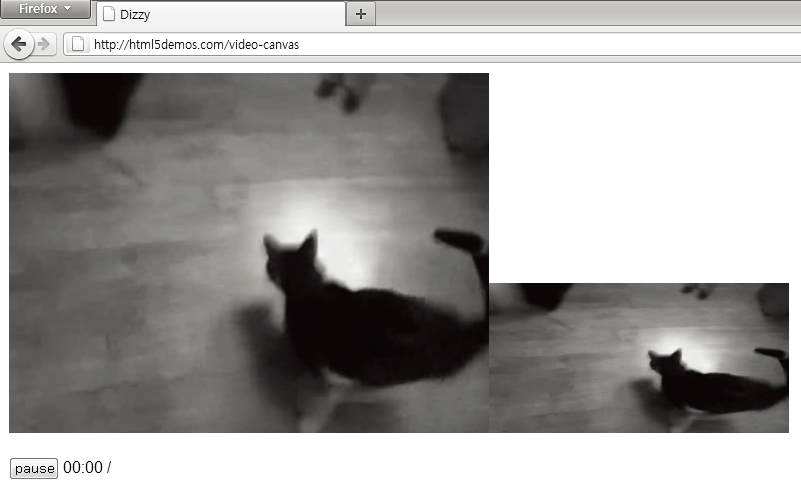 Firefox
Dizzy
http://html5demos.com/video-canvas
pause 00:00 /